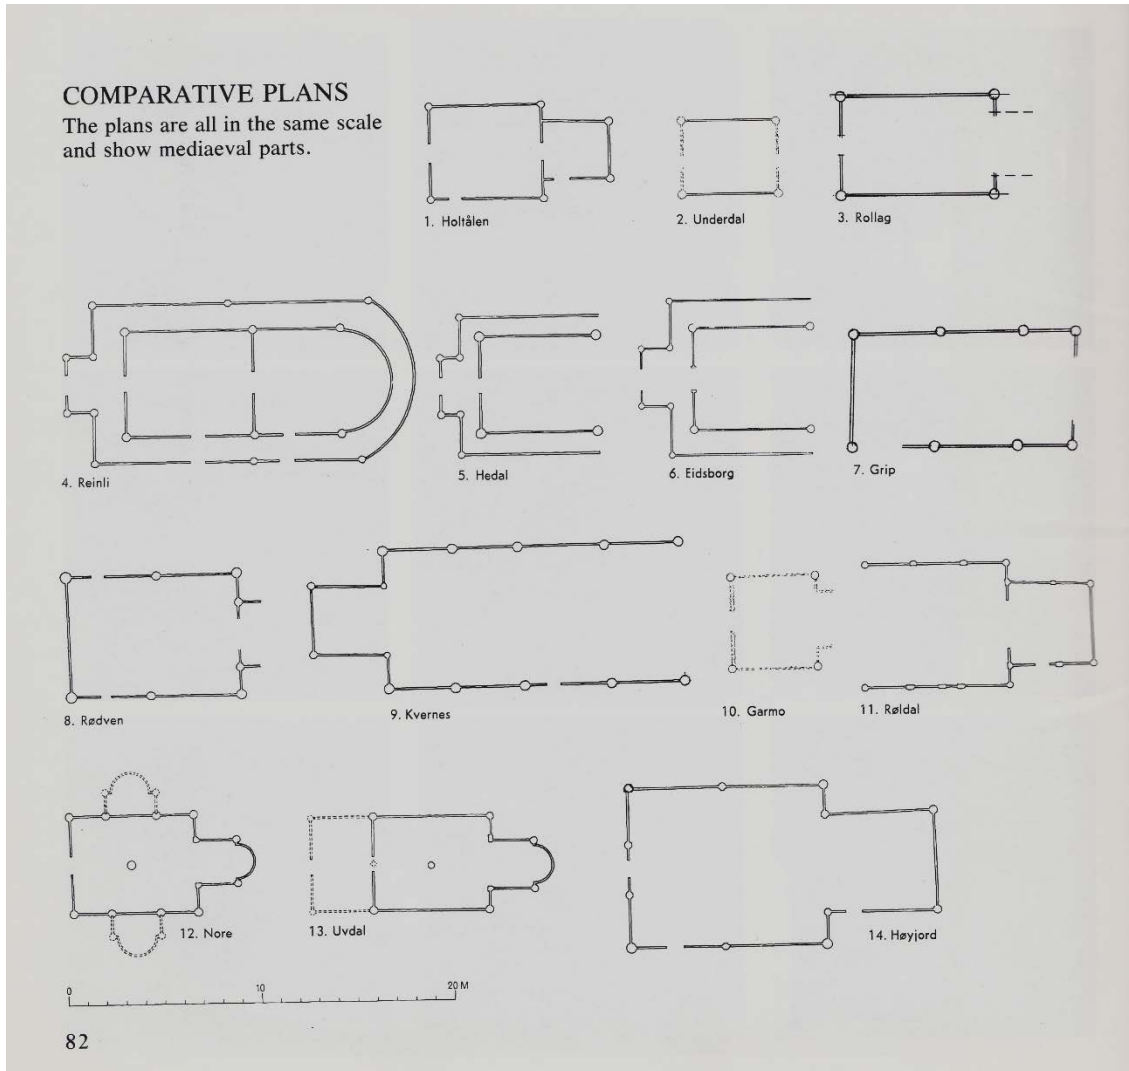 COMPARATIVE PLANS
The plans are all in the same scale
and show mediaeval parts.
1. Holtålen
2. Underdal
3. Rollag
4. Reinli
5. Hedal
6. Eidsborg
7. Grip
8. Rødven
9. Kvernes
10. Garmo
11. Røldal
12. Nore
13. Uvdal
14. Høyjord
0 10 20 M
82